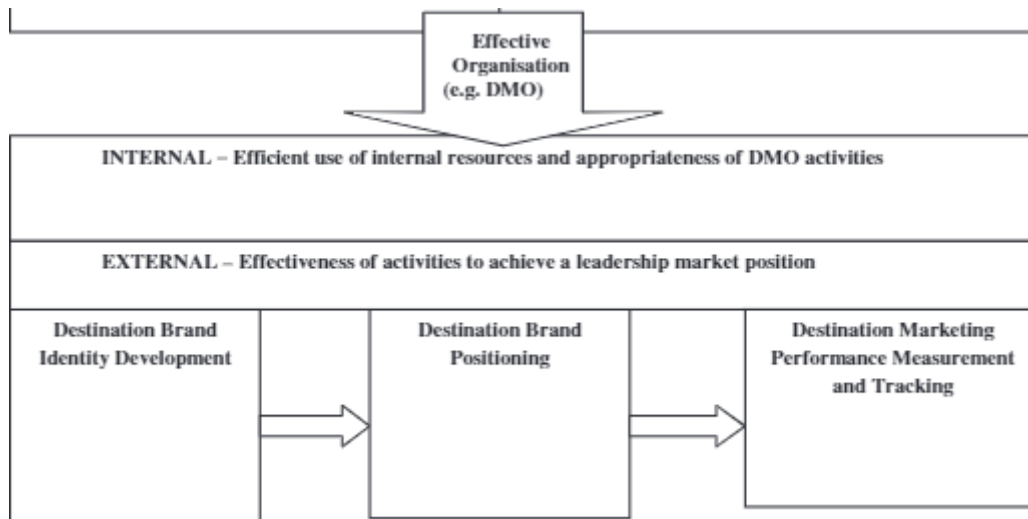 Effective
Organisation
(e.g. DMO)
INTERNAL – Efficient use of internal resources and appropriateness of DMO activities
EXTERNAL – Effectiveness of activities to achieve a leadership market position
Destination Brand
Identity Development
Destination Brand
Positioning
Destination Marketing
Performance Measurement
and Tracking